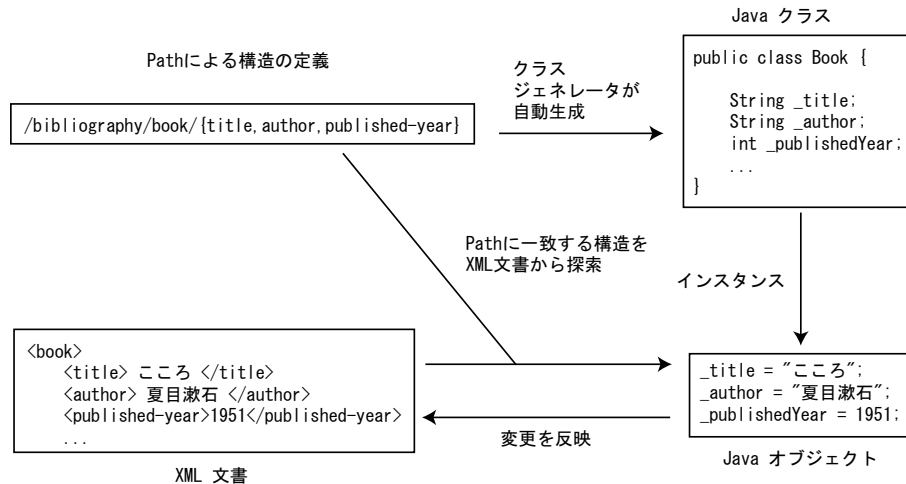 Java クラス
Pathによる構造の定義
/bibliography/book/{title,author,published-year}
クラス
ジェネレータが
自動生成
public class Book {
String _title;
String _author;
int _publishedYear;
...
}
Pathに一致する構造を
XML文書から探索
インスタンス
<book>
<title> こころ </title>
<author> 夏目漱石 </author>
<published-year>1951</published-year>
...
XML 文書
変更を反映
_title = "こころ";
_author = "夏目漱石";
_publishedYear = 1951;
Java オブジェクト